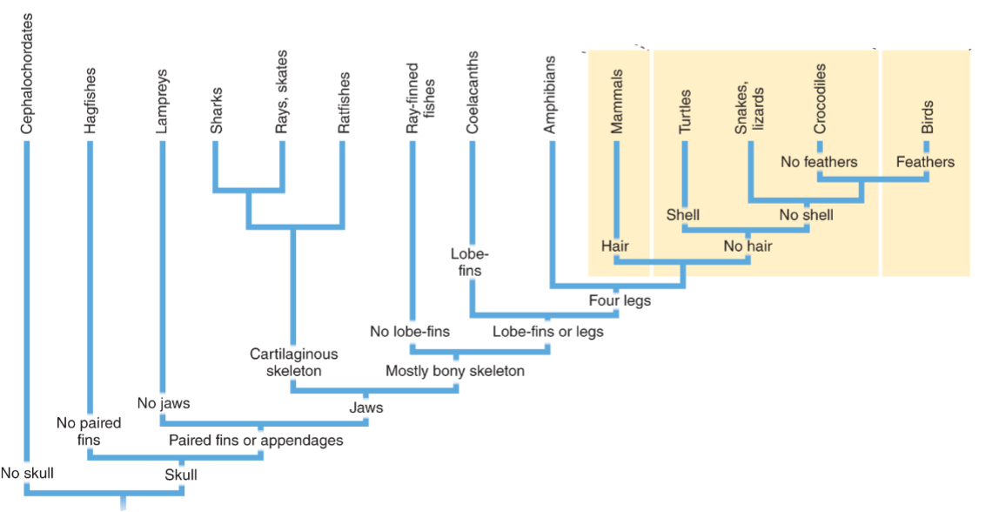 Cephalochordates
Hagfishes
Lampreys
Sharks
Rays, skates
Ratfishes
Ray-finned
fishes
Coelacanths
Amphibians
Mammals
Turtles
Snakes,
lizards
Crocodiles
Birds
No feathers
Feathers
Shell
No shell
Hair
No hair
Lobe-
fins
Four legs
No lobe-fins
Lobe-fins or legs
Cartilaginous
skeleton
Mostly bony skeleton
No jaws
Jaws
No paired
fins
Paired fins or appendages
No skull
Skull